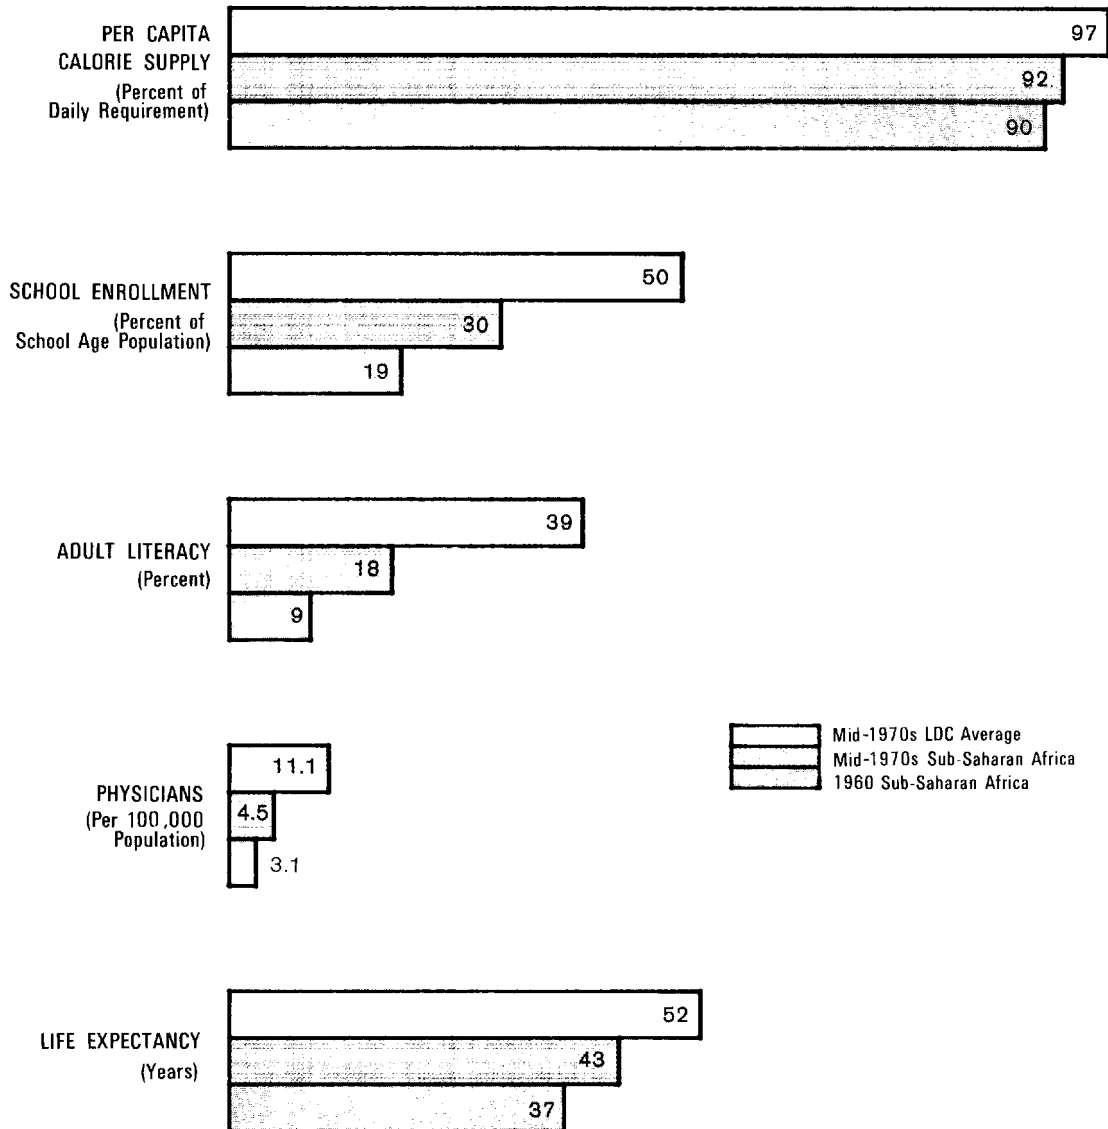 PER CAPITA
CALORIE SUPPLY
(Percent of
Daily Requirement)
97
92
90
SCHOOL ENROLLMENT
(Percent of
School Age Population)
50
30
19
ADULT LITERACY
(Percent)
39
18
9
PHYSICIANS
(Per 100,000
Population)
11.1
4.5
3.1
Mid-1970s LDC Average
Mid-1970s Sub-Saharan Africa
1960 Sub-Saharan Africa
LIFE EXPECTANCY
(Years)
52
43
37